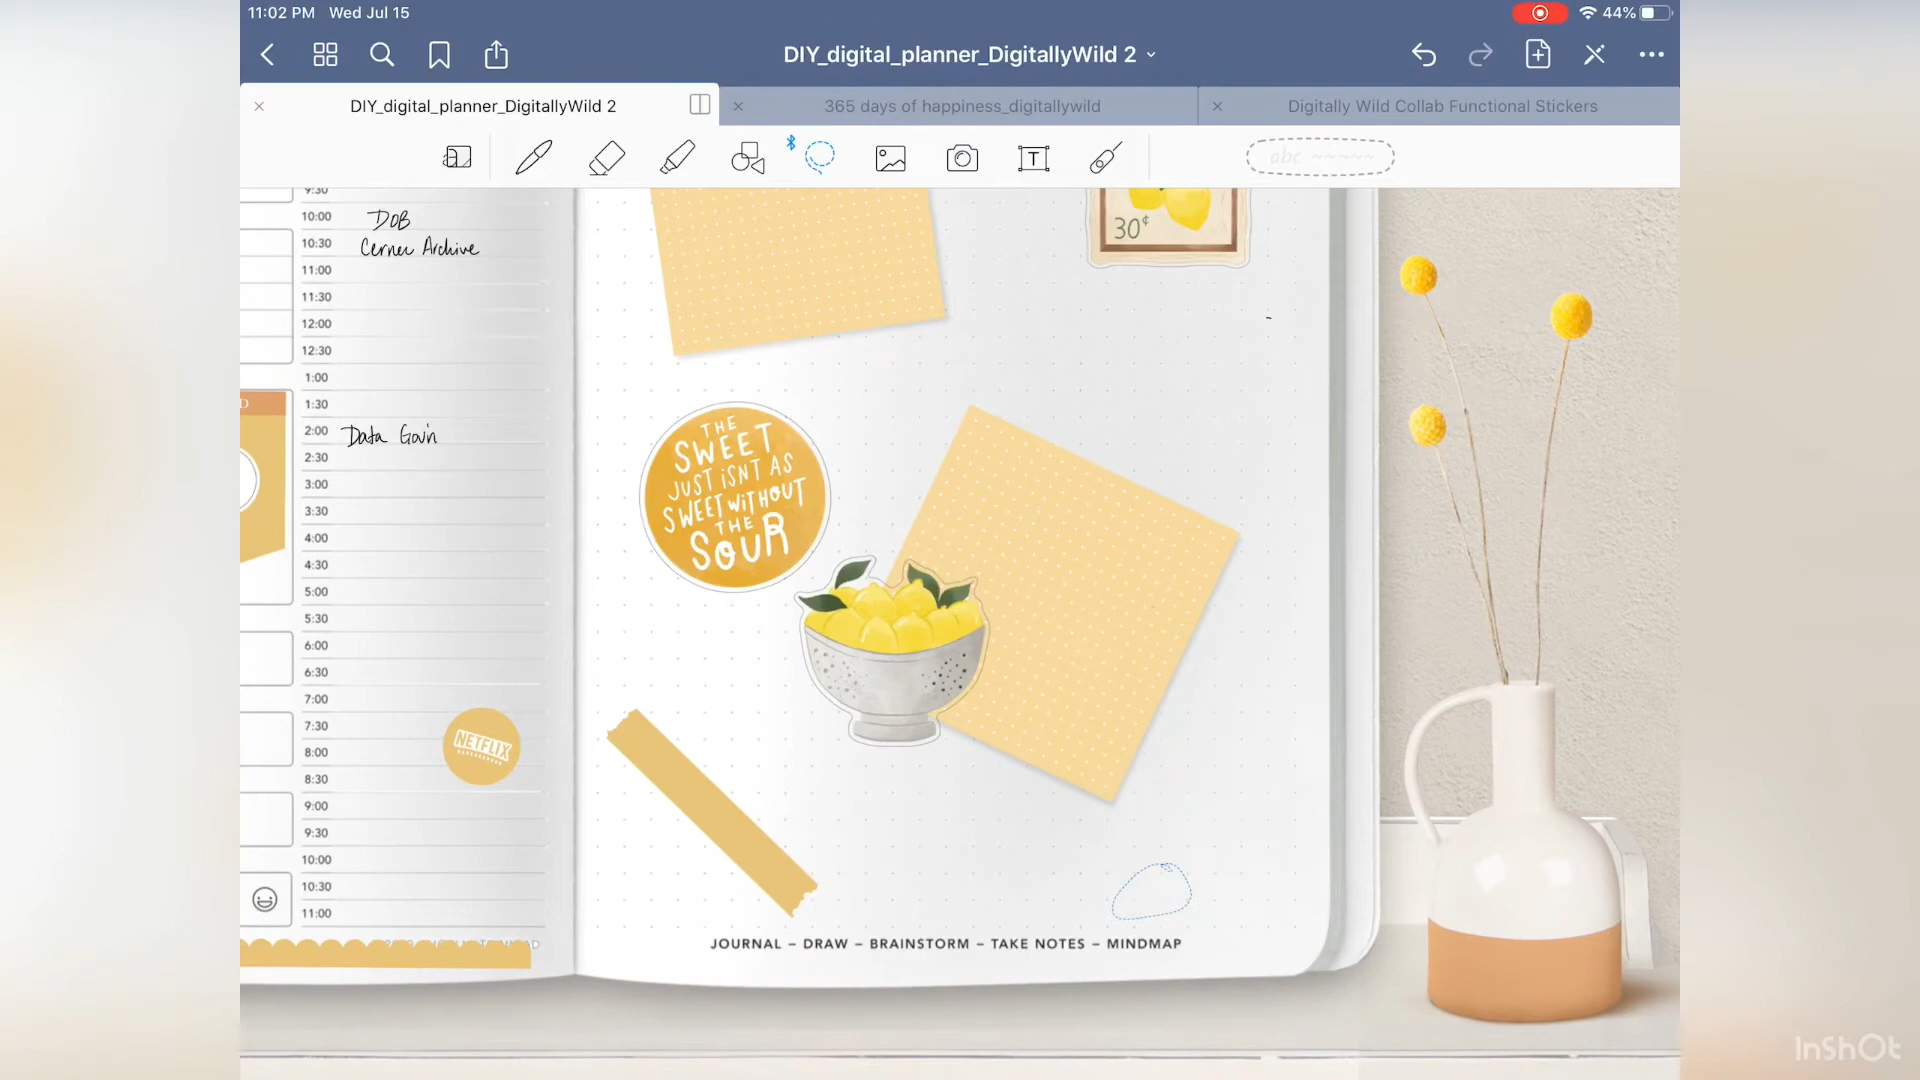 11:02 PM Wed Jul 15
44%
DIY_digital_planner_DigitallyWild 2
DIY_digital_planner_DigitallyWild 2
365 days of happiness_digitallywild
Digitally Wild Collab Functional Stickers
a
T
abc
9:30
10:00 DOB
10:30 Cerner Archive
11:00
11:30
12:00
12:30
1:00
1:30
2:00 Data Gov'n
2:30
3:00
3:30
4:00
4:30
5:00
5:30
6:00
6:30
7:00
7:30
8:00
8:30
9:00
9:30
10:00
10:30
11:00
D
NETFLIX
30¢
THE
SWEET
JUST ISNT AS
SWEET WITHOUT
THE
SOUR
JOURNAL – DRAW – BRAINSTORM – TAKE NOTES – MINDMAP
InShOt